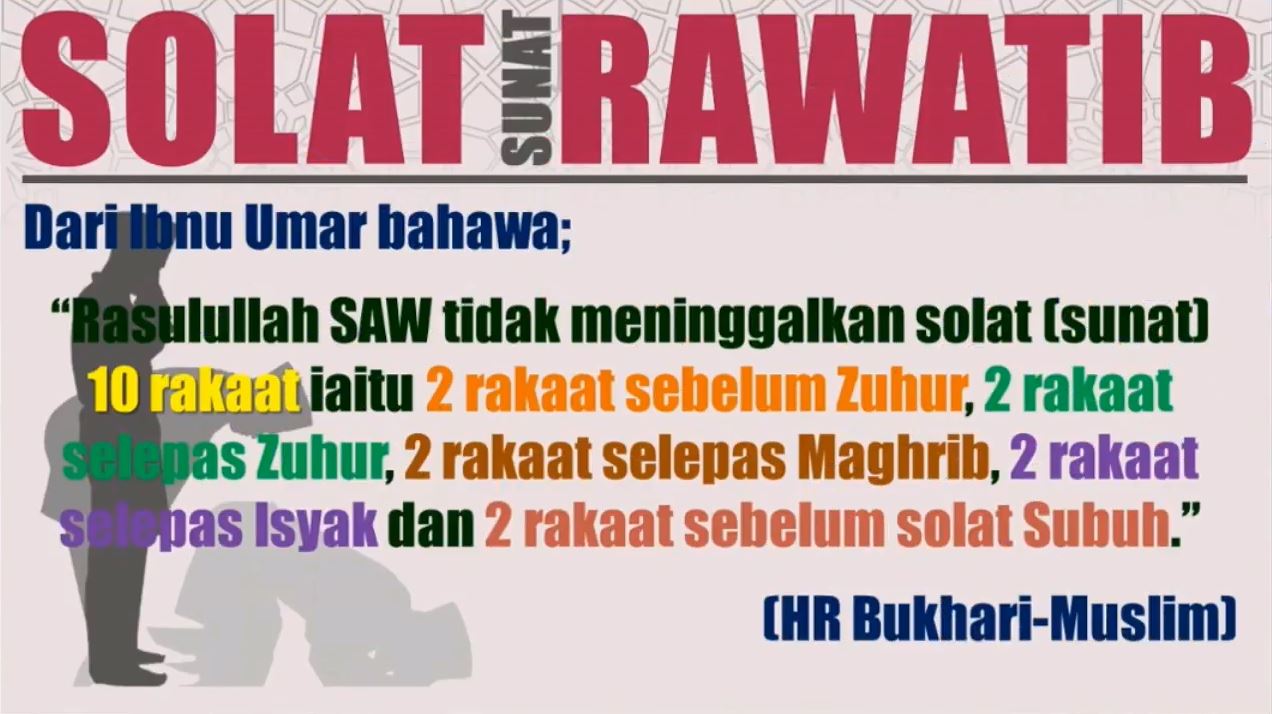 SOLAT SUNAT RAWATIB
Dari Ibnu Umar bahawa;
“Rasulullah SAW tidak meninggalkan solat (sunat)
10 rakaat iaitu 2 rakaat sebelum Zuhur, 2 rakaat
selepas Zuhur, 2 rakaat selepas Maghrib, 2 rakaat
selepas Isyak dan 2 rakaat sebelum solat Subuh.”
(HR Bukhari-Muslim)